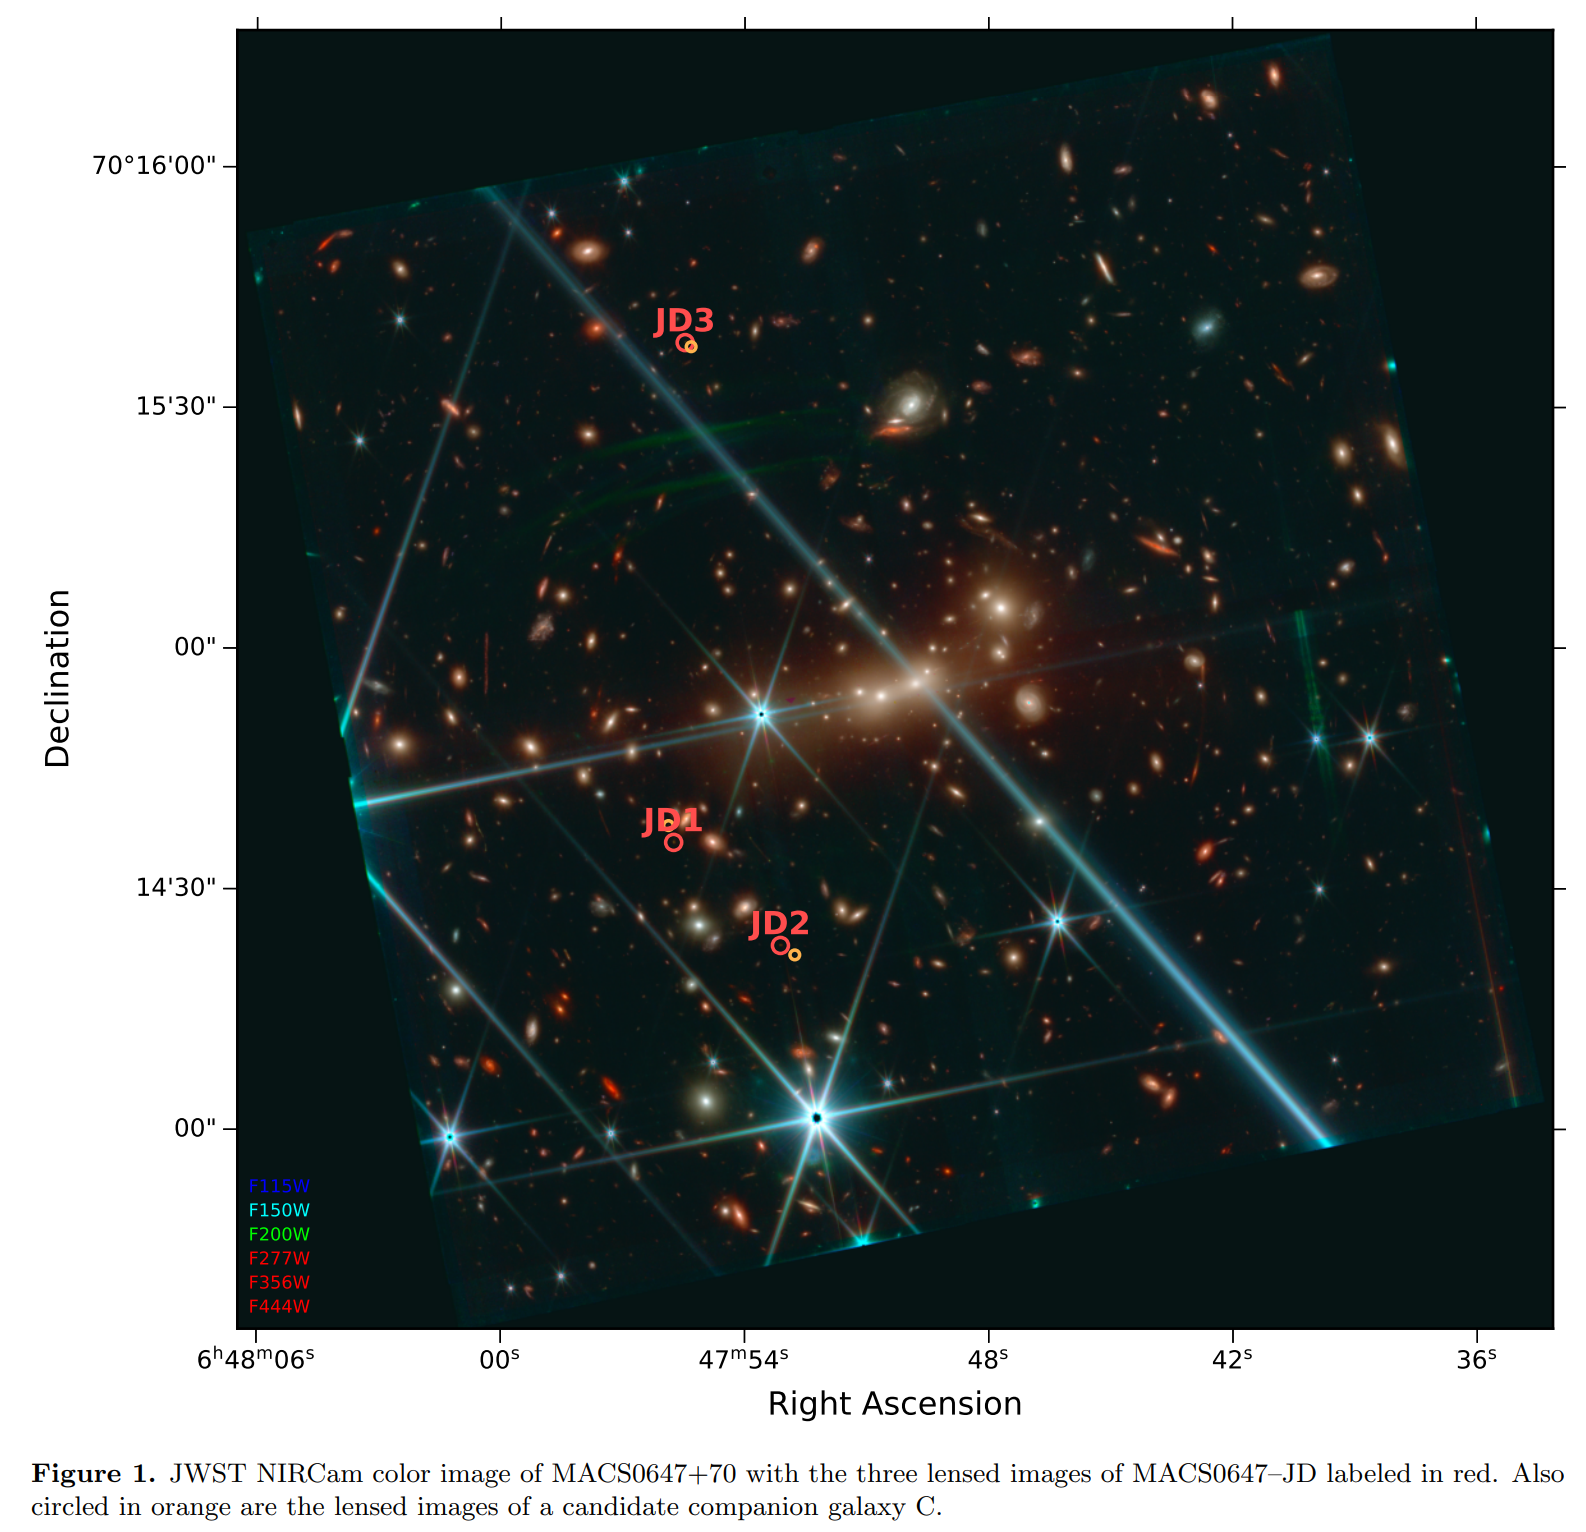 JD3
JD1
JD2
70°16'00"
15'30"
00"
14'30"
00"
Declination
F115W
F150W
F200W
F277W
F356W
F444W
6ʰ48ᵐ06ˢ 00ˢ 47ᵐ54ˢ 48ˢ 42ˢ 36ˢ
Right Ascension
Figure 1. JWST NIRCam color image of MACS0647+70 with the three lensed images of MACS0647–JD labeled in red. Also
circled in orange are the lensed images of a candidate companion galaxy C.